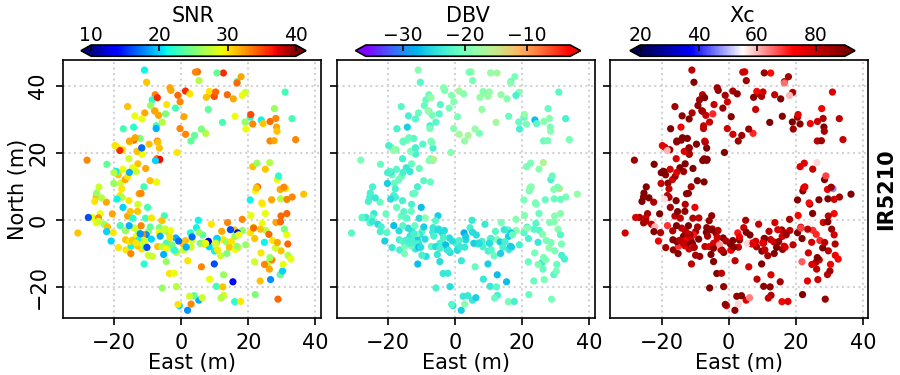 SNR DBV Xc
10 20 30 40 −30 −20 −10 20 40 60 80
North (m)
40
20
0
−20
IR5210
−20 0 20 40 −20 0 20 40 −20 0 20 40
East (m) East (m) East (m)